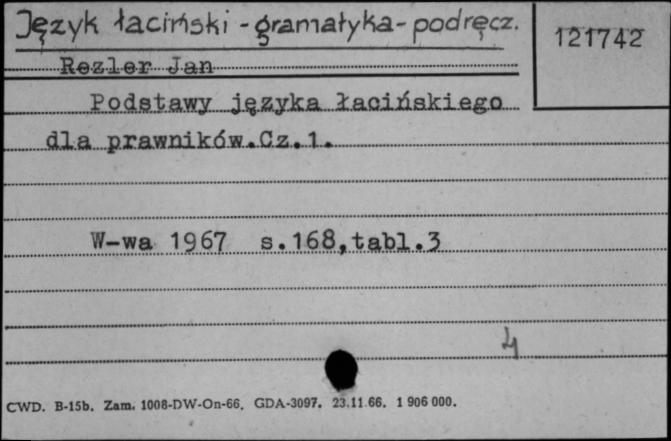 Język łaciński - gramatyka - podręcz.
121742
Rezler Jan
Podstawy języka łacińskiego
dla prawników.Cz.1.
W-wa 1967 s.168,tabl.3
4
CWD. B-15b. Zam. 1008-DW-On-66. GDA-3097. 23.11.66. 1 906 000.